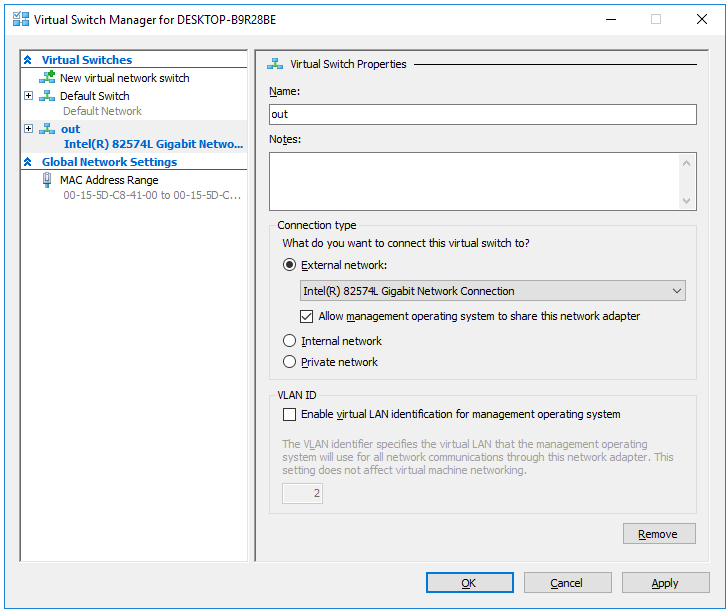 Virtual Switch Manager for DESKTOP-B9R28BE
Virtual Switches
New virtual network switch
Default Switch
Default Network
out
Intel(R) 82574L Gigabit Netwo...
Global Network Settings
MAC Address Range
00-15-5D-C8-41-00 to 00-15-5D-C...
Virtual Switch Properties
Name:
out
Notes:
Connection type
What do you want to connect this virtual switch to?
External network:
Intel(R) 82574L Gigabit Network Connection
Allow management operating system to share this network adapter
Internal network
Private network
VLAN ID
Enable virtual LAN identification for management operating system
The VLAN identifier specifies the virtual LAN that the management operating
system will use for all network communications through this network adapter. This
setting does not affect virtual machine networking.
2
Remove
OK
Cancel
Apply